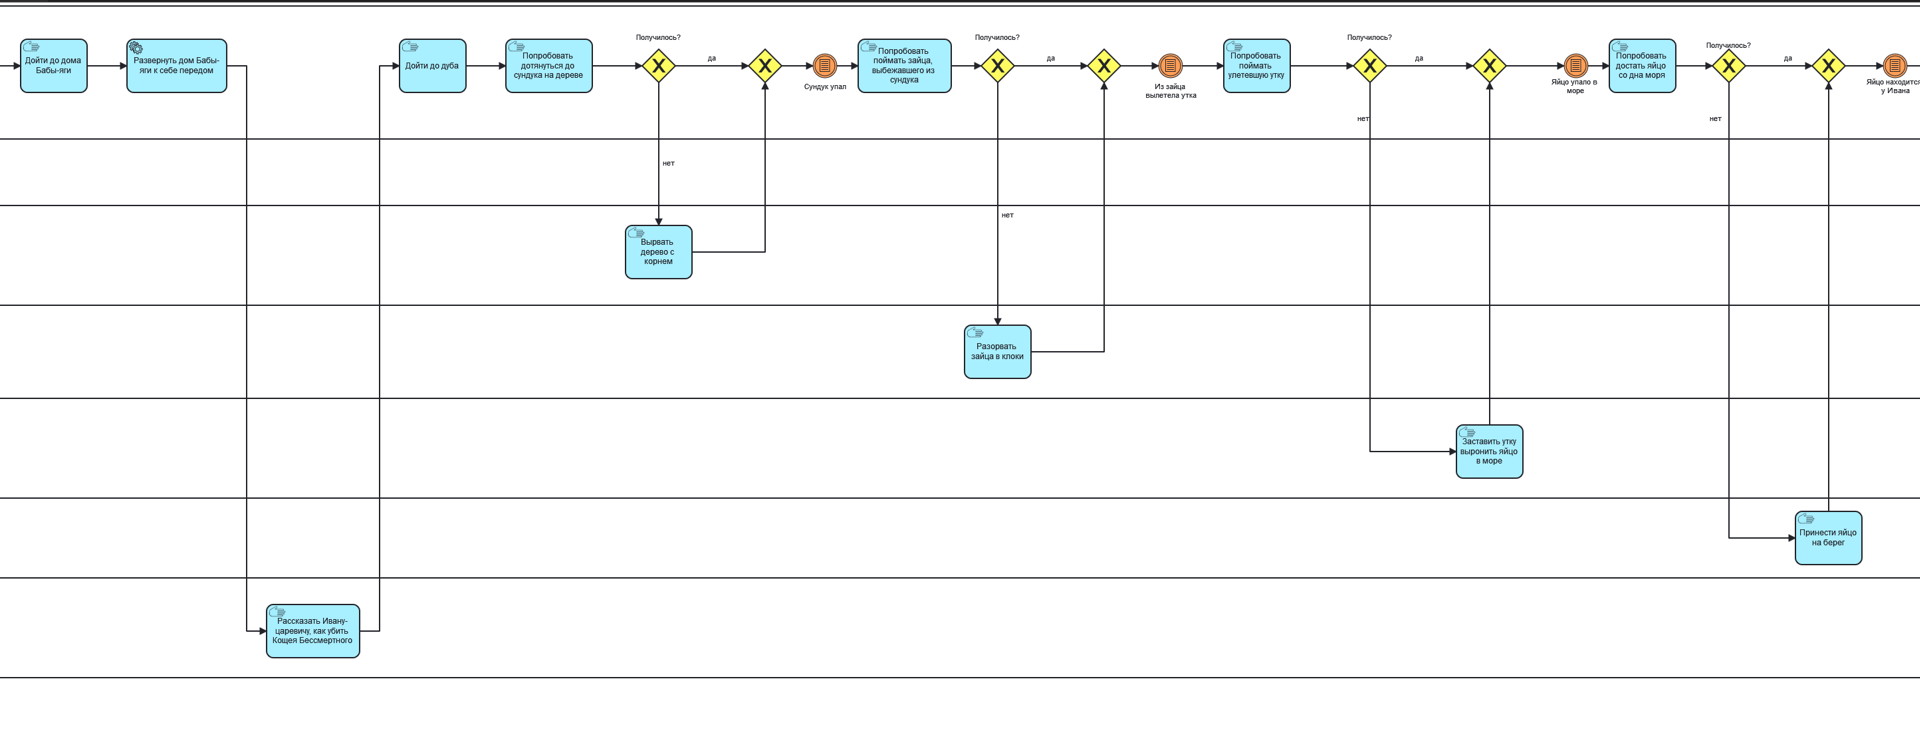 Дойти до дома
Бабы-яги
Развернуть дом Бабы-
яги к себе передом
Дойти до дуба
Попробовать
дотянуться до
сундука на дереве
Получилось?
да
нет
Сундук упал
Попробовать
поймать зайца,
выбежавшего из
сундука
Получилось?
да
нет
Из зайца
вылетела утка
Попробовать
поймать
улетевшую утку
Получилось?
да
нет
Яйцо упало в
море
Попробовать
достать яйцо
со дна моря
Получилось?
да
нет
Яйцо находится
у Ивана
Вырвать
дерево с
корнем
Разорвать
зайца в клоки
Заставить утку
выронить яйцо
в море
Принести яйцо
на берег
Рассказать Ивану-
царевичу, как убить
Кощея Бессмертного